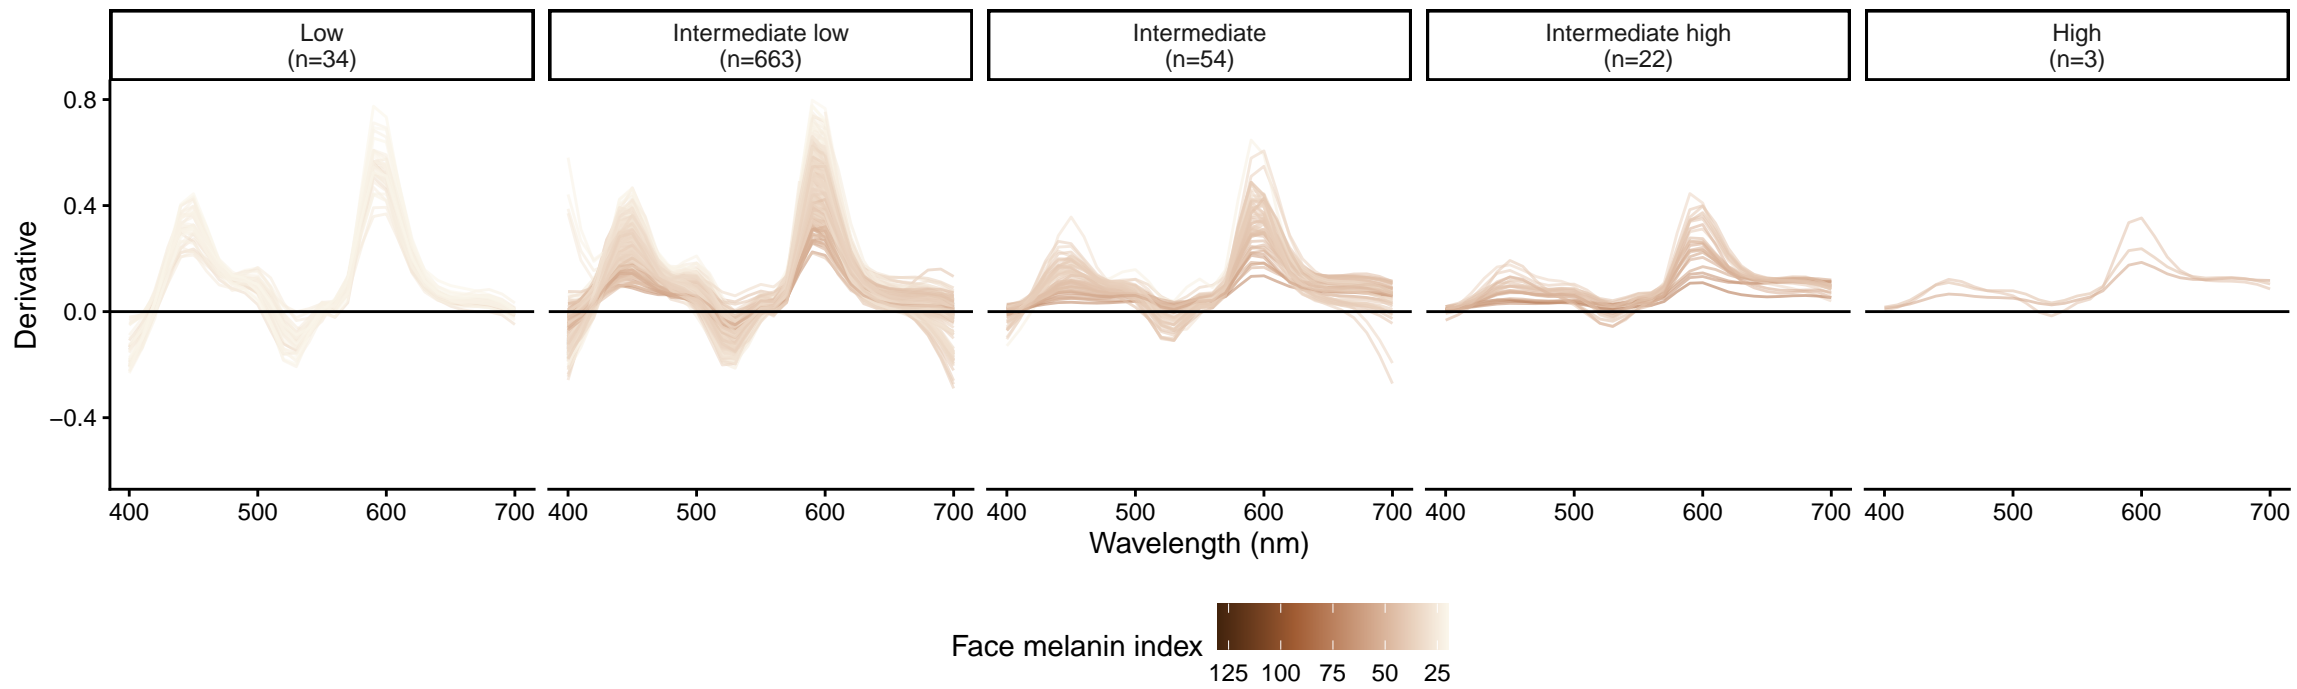 Low
(n=34)
Intermediate low
(n=663)
Intermediate
(n=54)
Intermediate high
(n=22)
High
(n=3)
Derivative
0.8
0.4
0.0
−0.4
400 500 600 700
400 500 600 700
400 500 600 700
400 500 600 700
400 500 600 700
Wavelength (nm)
Face melanin index
125 100 75 50 25